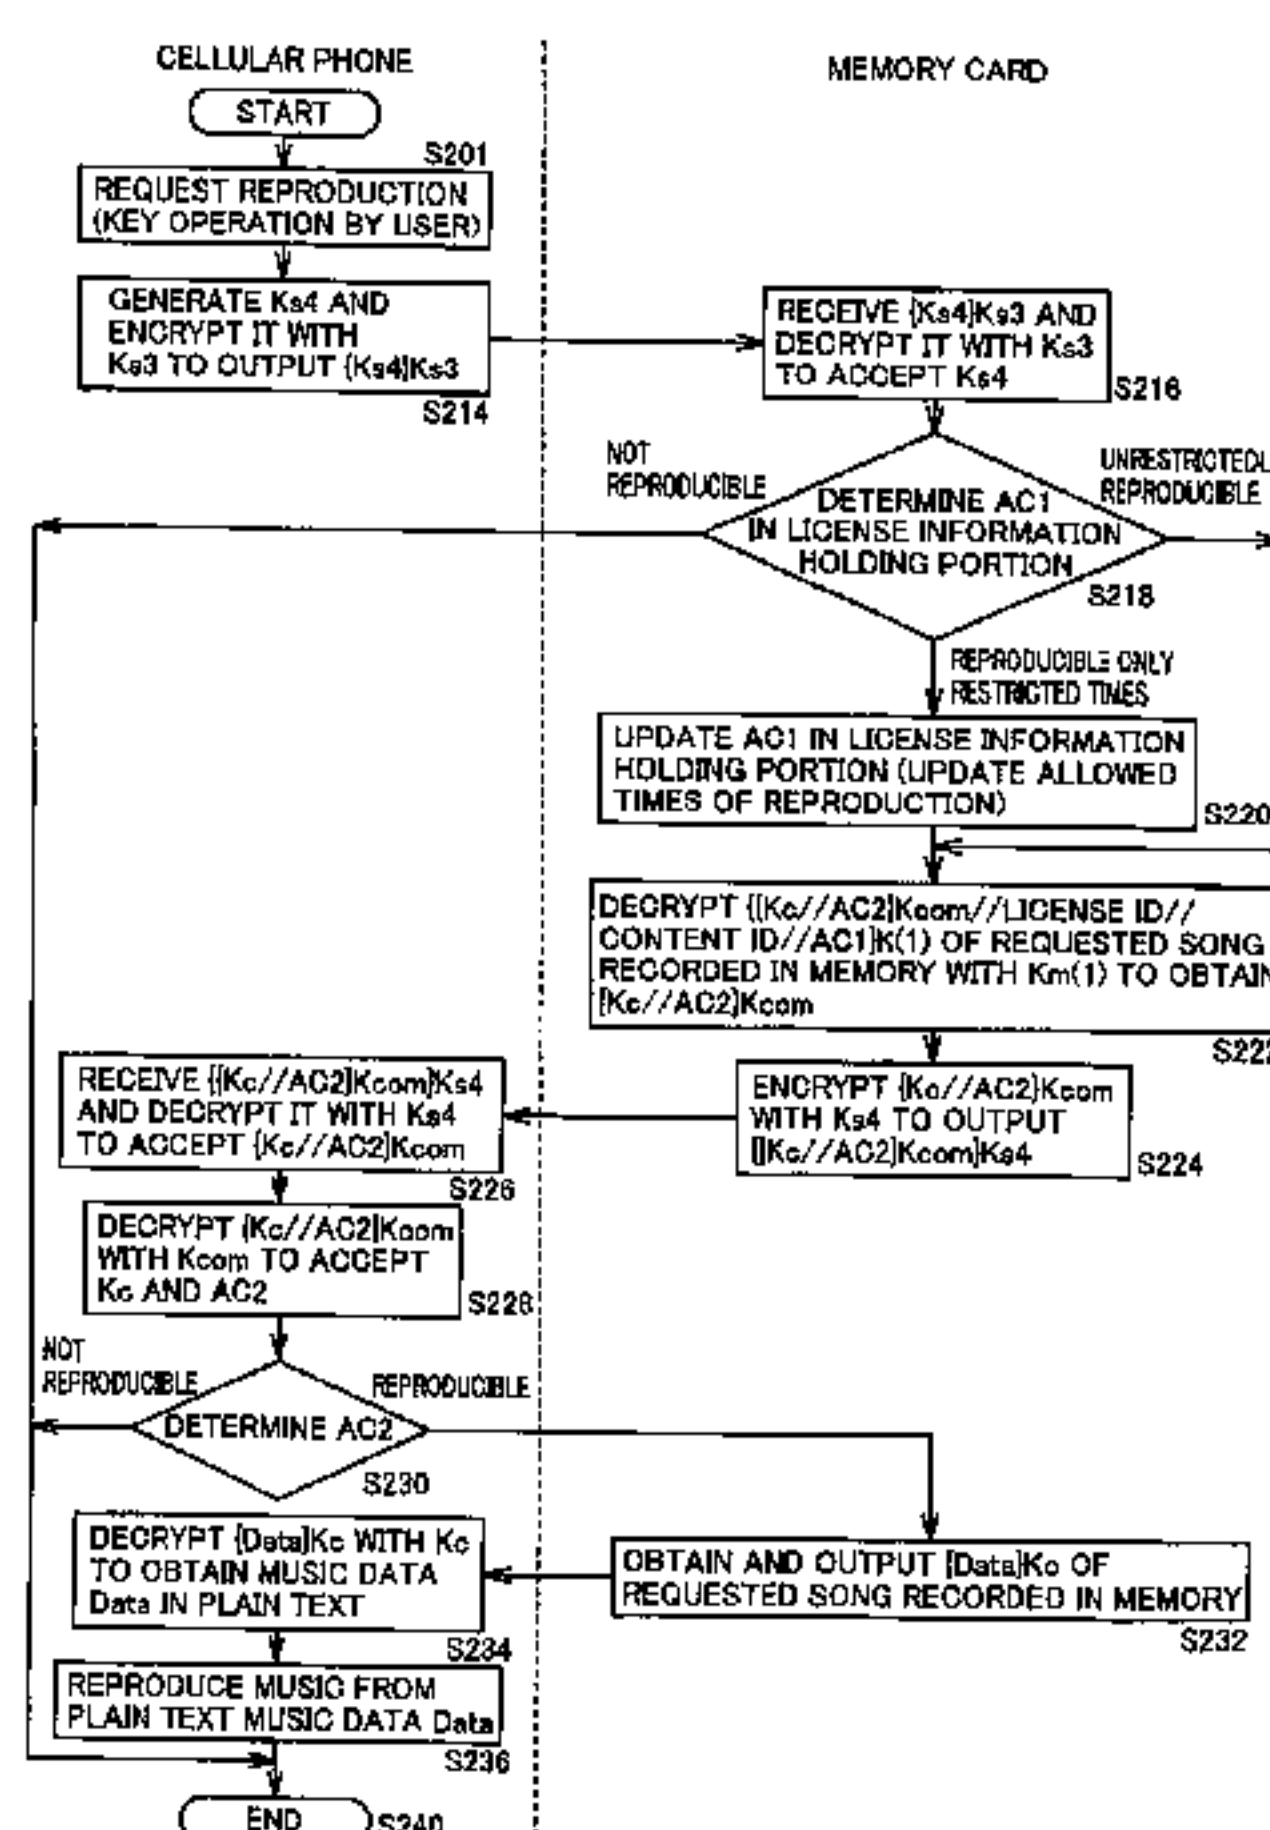 CELLULAR PHONE
MEMORY CARD
START
S201
REQUEST REPRODUCTION
(KEY OPERATION BY USER)
GENERATE Ks4 AND
ENCRYPT IT WITH
Ks3 TO OUTPUT {Ks4}Ks3
S214
RECEIVE {Ks4}Ks3 AND
DECRYPT IT WITH Ks3
TO ACCEPT Ks4
S216
NOT
REPRODUCIBLE
UNRESTRICTEDL
REPRODUCIBLE
DETERMINE AC1
IN LICENSE INFORMATION
HOLDING PORTION
S218
REPRODUCIBLE ONLY
RESTRICTED TIMES
UPDATE AC1 IN LICENSE INFORMATION
HOLDING PORTION (UPDATE ALLOWED
TIMES OF REPRODUCTION)
S220
DECRYPT {{Kc//AC2}Kcom//LICENSE ID//
CONTENT ID//AC1}K(1) OF REQUESTED SONG
RECORDED IN MEMORY WITH Km(1) TO OBTAIN
{Kc//AC2}Kcom
S222
ENCRYPT {Kc//AC2}Kcom
WITH Ks4 TO OUTPUT
{{Kc//AC2}Kcom}Ks4
S224
RECEIVE {{Kc//AC2}Kcom}Ks4
AND DECRYPT IT WITH Ks4
TO ACCEPT {Kc//AC2}Kcom
S226
DECRYPT {Kc//AC2}Kcom
WITH Kcom TO ACCEPT
Kc AND AC2
S228
NOT
REPRODUCIBLE
REPRODUCIBLE
DETERMINE AC2
S230
DECRYPT {Data}Kc WITH Kc
TO OBTAIN MUSIC DATA
Data IN PLAIN TEXT
S234
OBTAIN AND OUTPUT {Data}Kc OF
REQUESTED SONG RECORDED IN MEMORY
S232
REPRODUCE MUSIC FROM
PLAIN TEXT MUSIC DATA Data
S236
END
S240